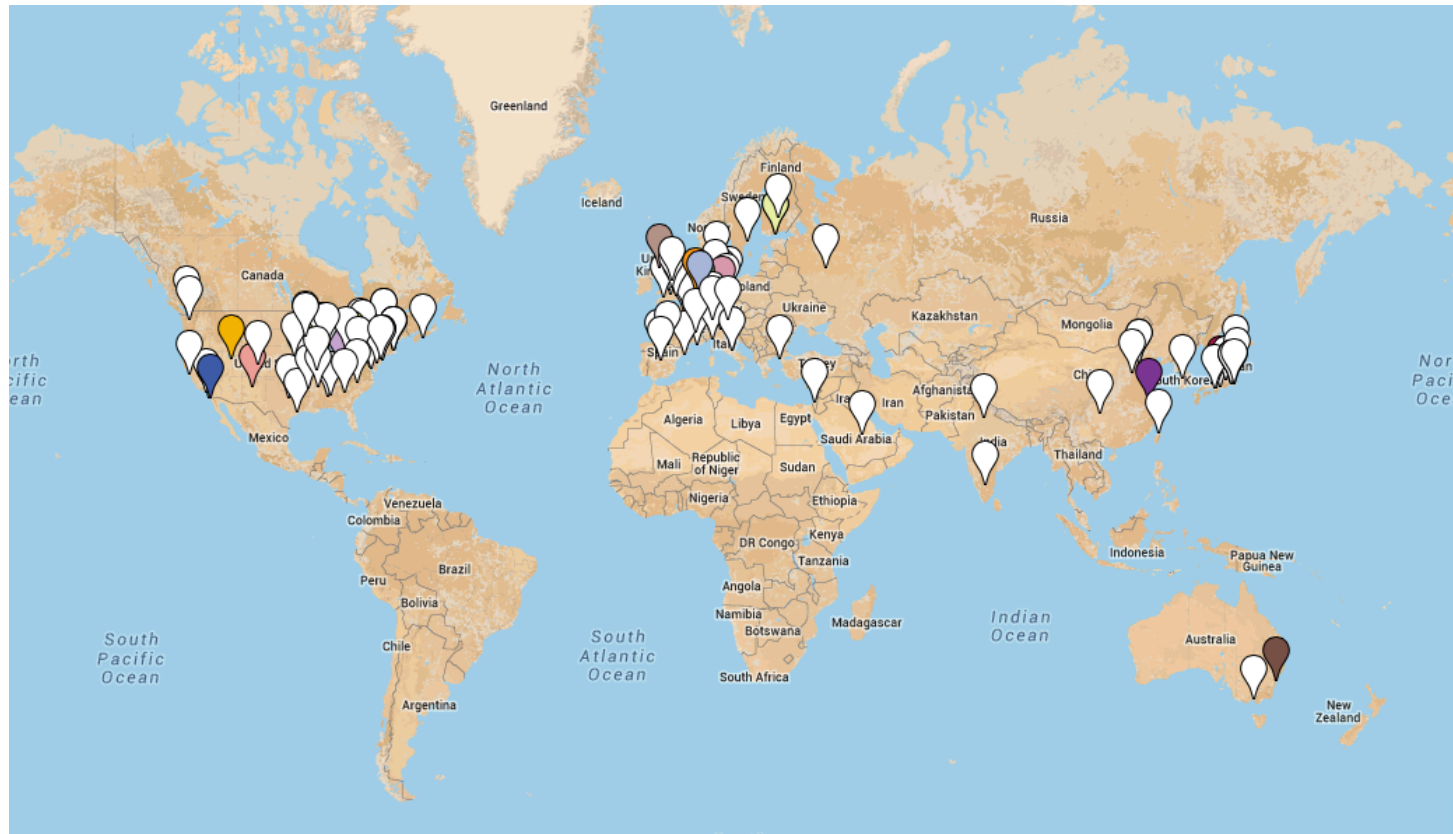 Greenland
Finland
Iceland
Russia
Canada
Ukraine
Kazakhstan
Mongolia
North
Atlantic
Ocean
Spain
Iran
Pakistan
Algeria
Libya
Egypt
Saudi Arabia
Mexico
India
Thailand
Mali
Republic
of Niger
Sudan
Nigeria
Ethiopia
Venezuela
Colombia
Kenya
DR Congo
Tanzania
Indonesia
Papua New
Guinea
Brazil
Peru
Angola
Bolivia
Namibia
Botswana
Madagascar
Indian
Ocean
South
Pacific
Ocean
South
Atlantic
Ocean
Chile
Australia
South Africa
Argentina
New
Zealand